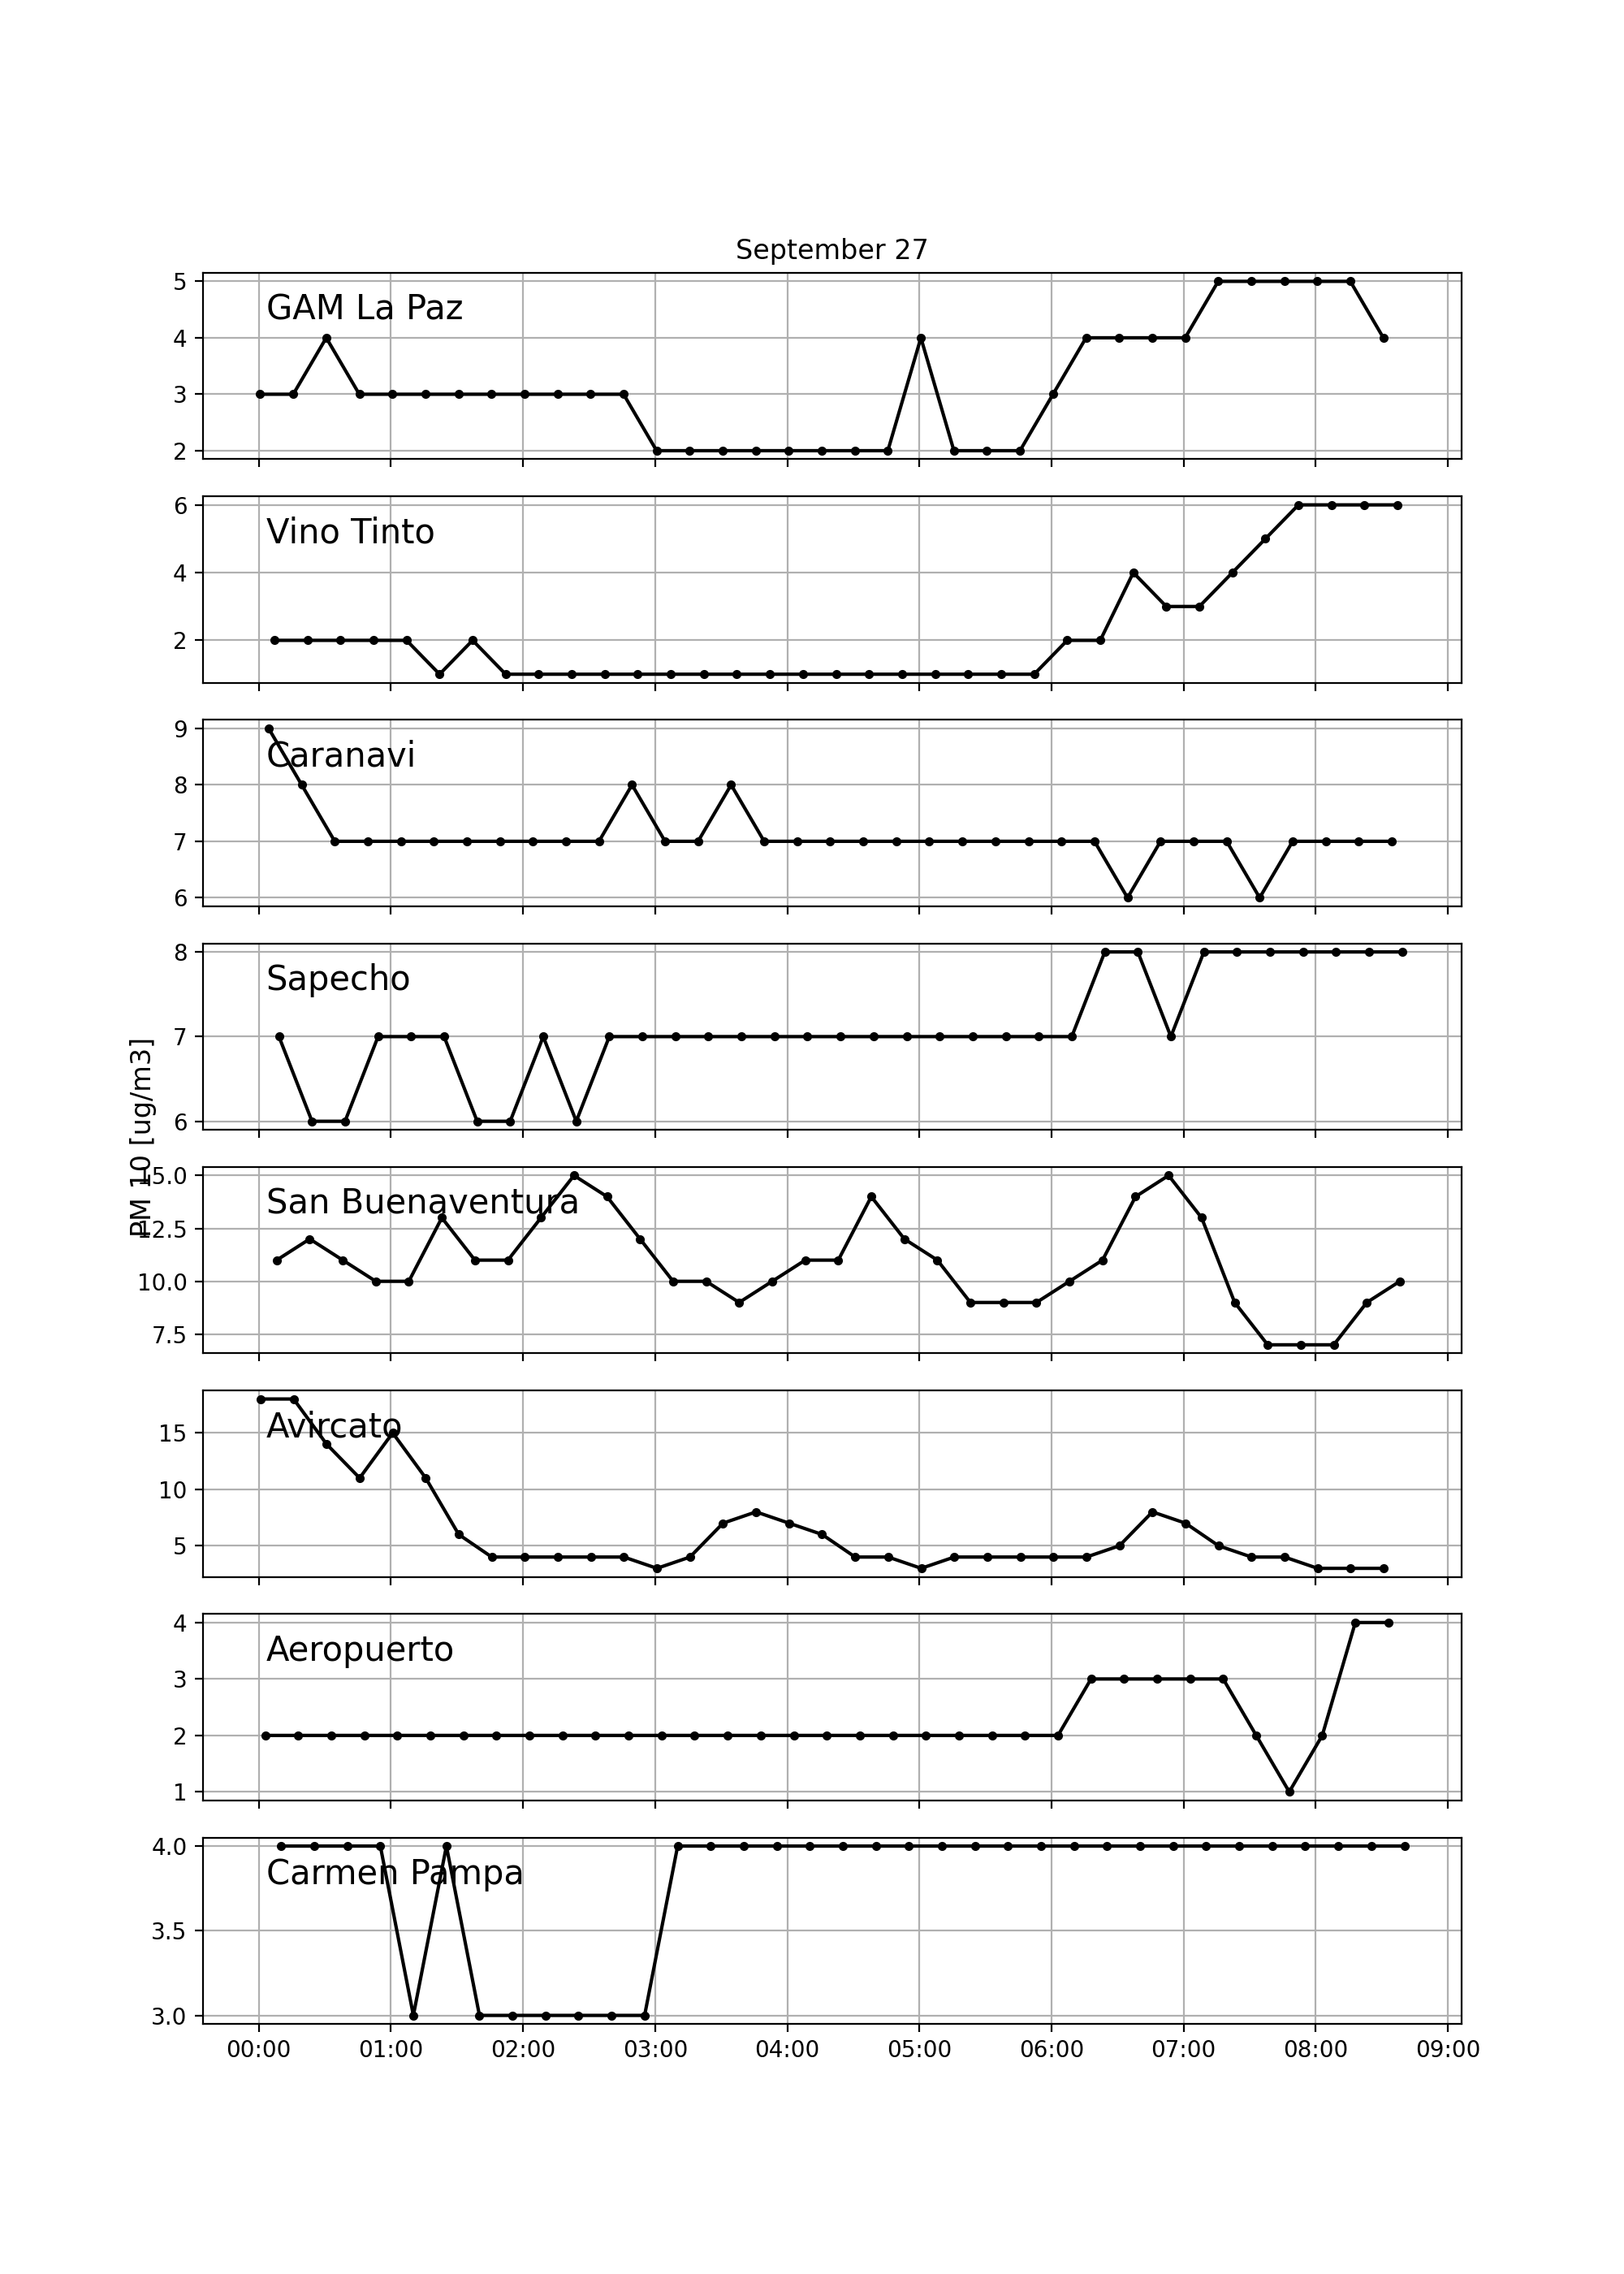 September 27
5
GAM La Paz
4
3
2
6
Vino Tinto
4
2
9
Caranavi
8
7
6
8
Sapecho
7
6
PM 10 [ug/m3]
15.0
San Buenaventura
12.5
10.0
7.5
Avircato
15
10
5
4
Aeropuerto
3
2
1
4.0
Carmen Pampa
3.5
3.0
00:00 01:00 02:00 03:00 04:00 05:00 06:00 07:00 08:00 09:00